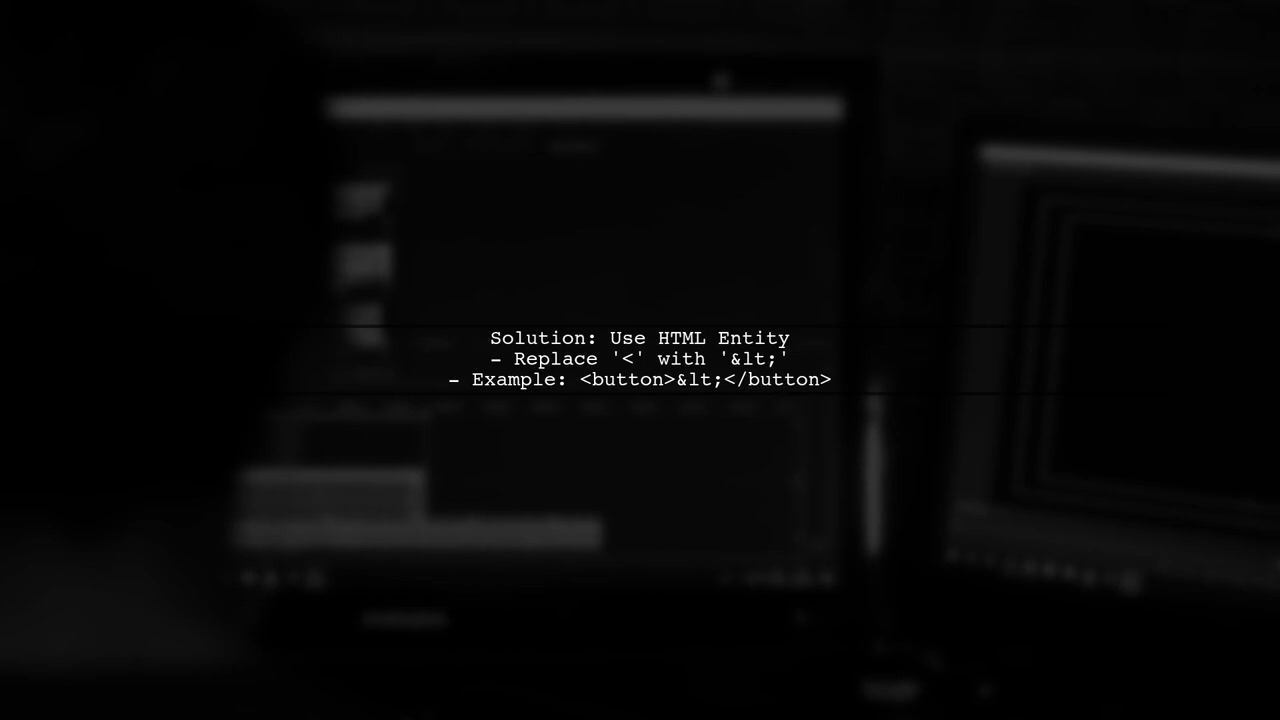 Solution: Use HTML Entity
- Replace '<' with '&lt;'
- Example: <button>&lt;</button>